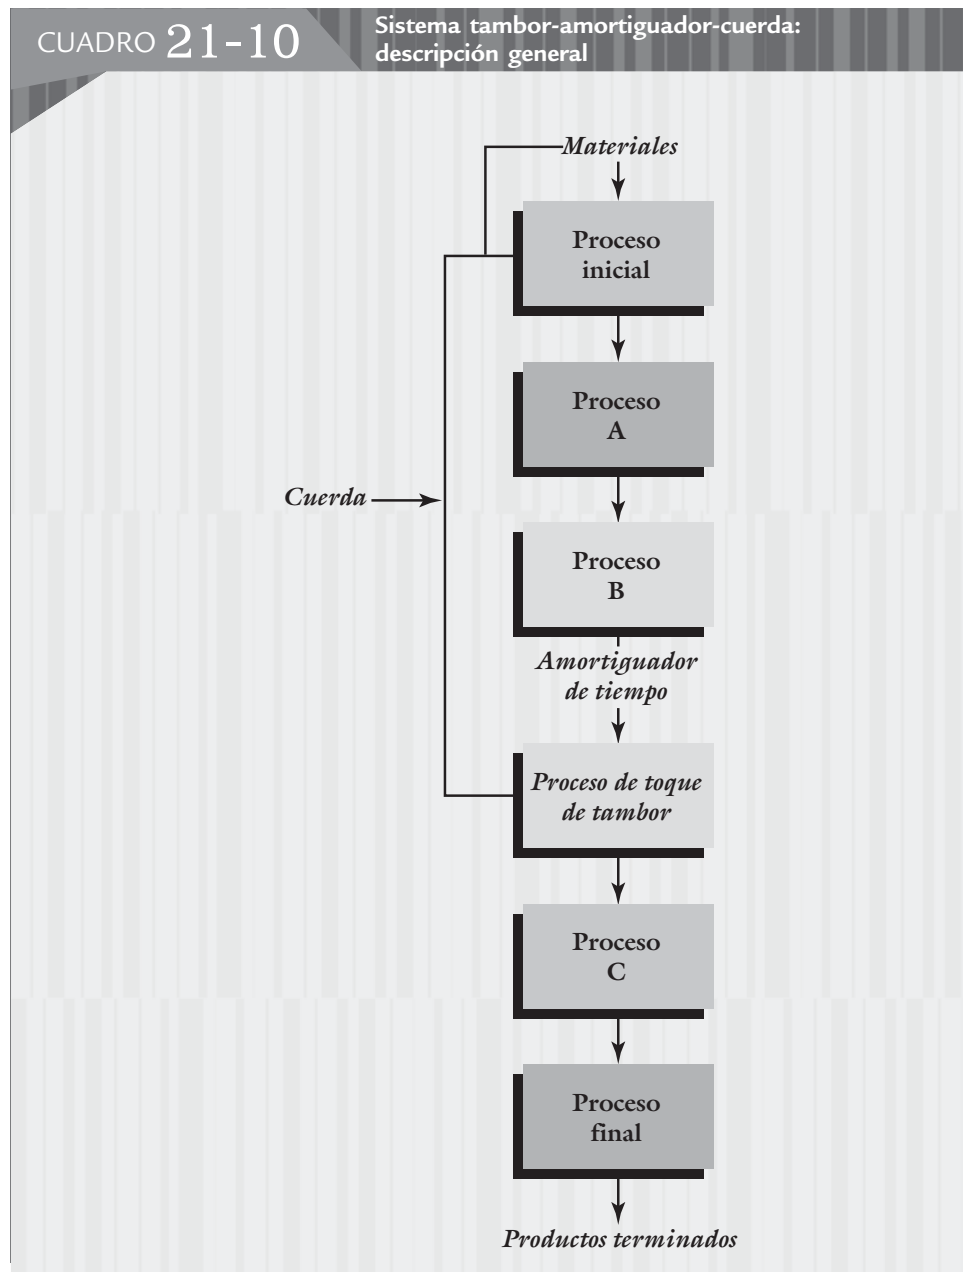 CUADRO 21-10
Sistema tambor-amortiguador-cuerda:
descripción general
Materiales
Proceso
inicial
Proceso
A
Cuerda
Proceso
B
Amortiguador
de tiempo
Proceso de toque
de tambor
Proceso
C
Proceso
final
Productos terminados